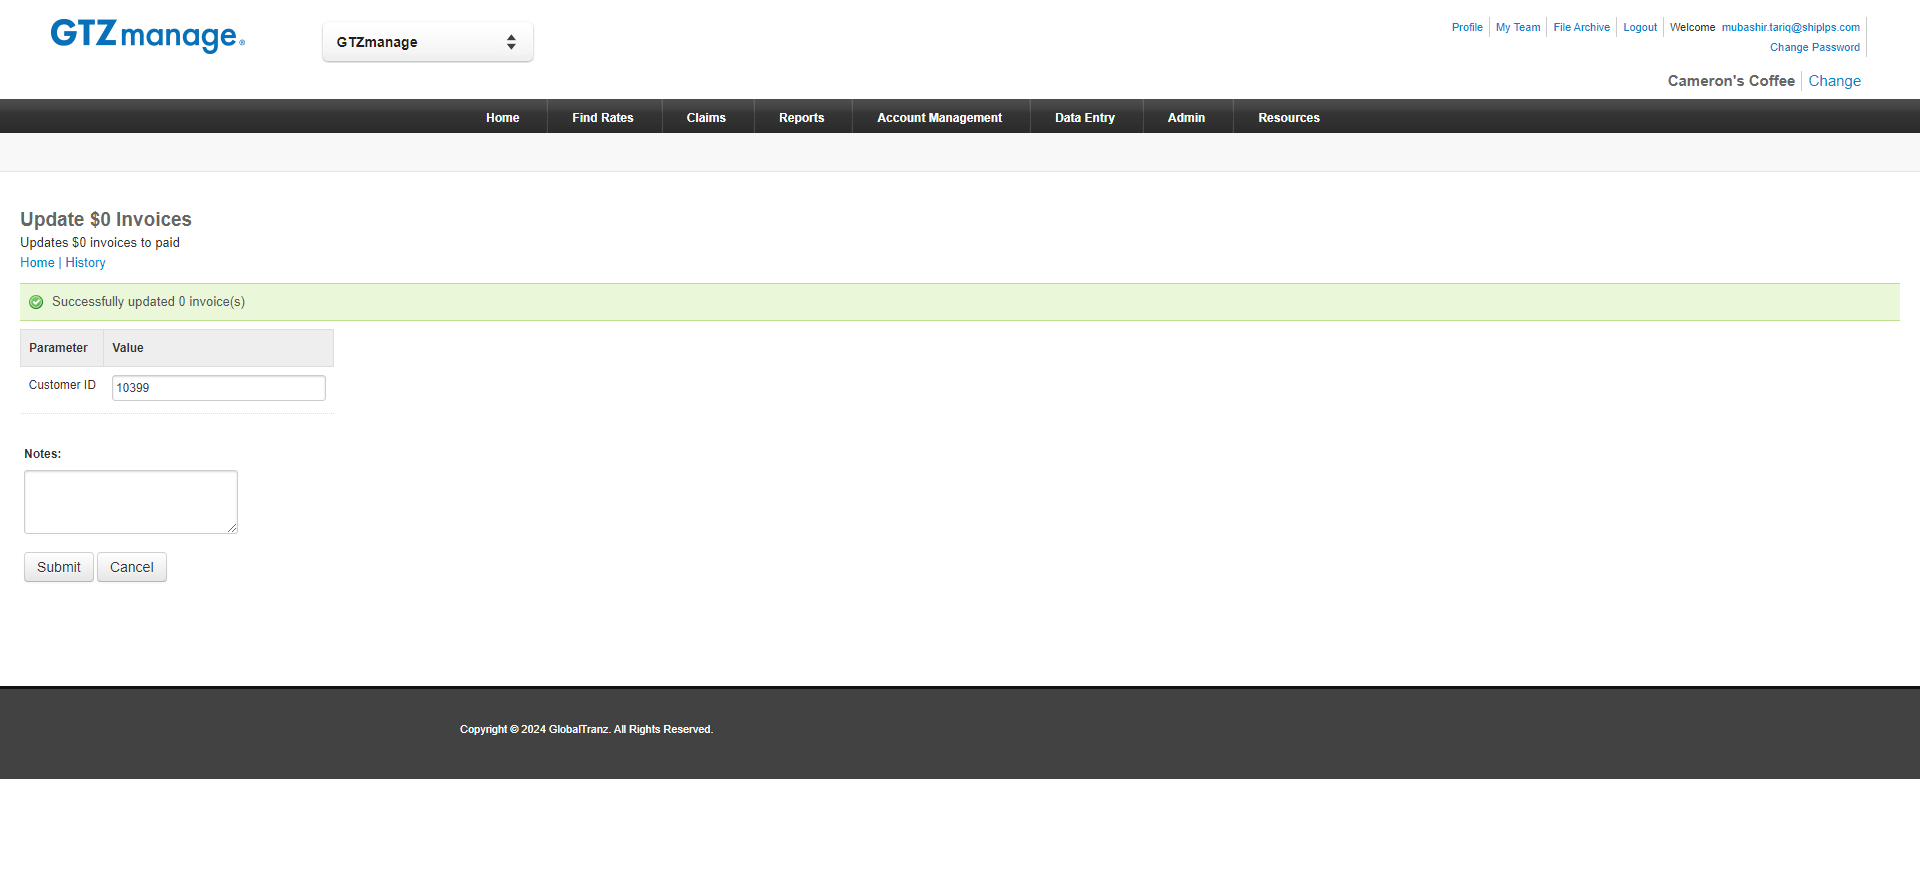 GTZmanage®
GTZmanage
Profile My Team File Archive Logout Welcome mubashir.tariq@shiplps.com
Change Password
Cameron's Coffee Change
Home Find Rates Claims Reports Account Management Data Entry Admin Resources
Update $0 Invoices
Updates $0 invoices to paid
Home | History
Successfully updated 0 invoice(s)
Parameter Value
Customer ID 10399
Notes:
Submit Cancel
Copyright © 2024 GlobalTranz. All Rights Reserved.